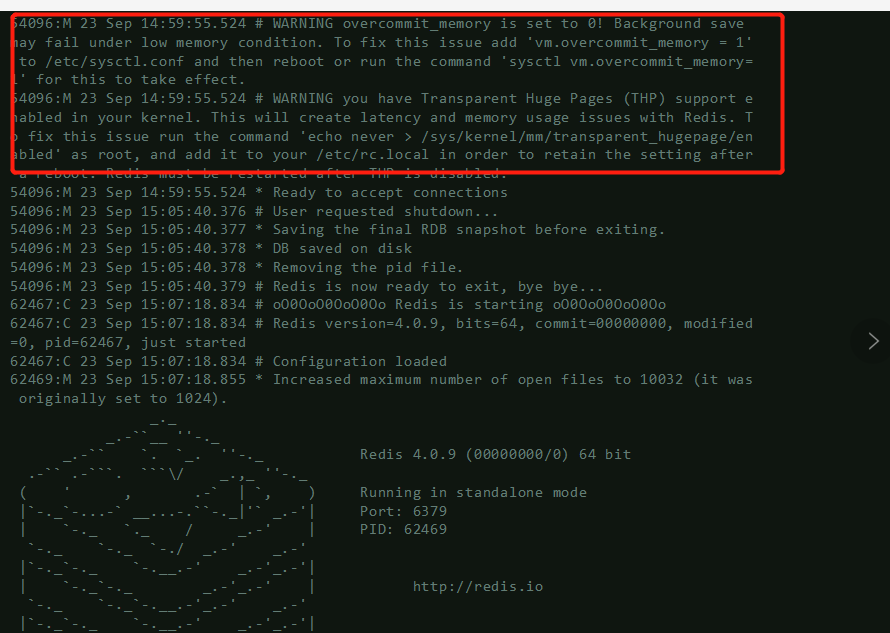 54096:M 23 Sep 14:59:55.524 # WARNING overcommit_memory is set to 0! Background save
may fail under low memory condition. To fix this issue add 'vm.overcommit_memory = 1'
to /etc/sysctl.conf and then reboot or run the command 'sysctl vm.overcommit_memory=
1' for this to take effect.
54096:M 23 Sep 14:59:55.524 # WARNING you have Transparent Huge Pages (THP) support e
nabled in your kernel. This will create latency and memory usage issues with Redis. T
o fix this issue run the command 'echo never > /sys/kernel/mm/transparent_hugepage/en
abled' as root, and add it to your /etc/rc.local in order to retain the setting after
a reboot. Redis must be restarted after THP is disabled.
54096:M 23 Sep 14:59:55.524 * Ready to accept connections
54096:M 23 Sep 15:05:40.376 # User requested shutdown...
54096:M 23 Sep 15:05:40.377 * Saving the final RDB snapshot before exiting.
54096:M 23 Sep 15:05:40.378 * DB saved on disk
54096:M 23 Sep 15:05:40.378 * Removing the pid file.
54096:M 23 Sep 15:05:40.379 # Redis is now ready to exit, bye bye...
62467:C 23 Sep 15:07:18.834 # oO0OoO0OoO0Oo Redis is starting oO0OoO0OoO0Oo
62467:C 23 Sep 15:07:18.834 # Redis version=4.0.9, bits=64, commit=00000000, modified
=0, pid=62467, just started
62467:C 23 Sep 15:07:18.834 # Configuration loaded
62469:M 23 Sep 15:07:18.855 * Increased maximum number of open files to 10032 (it was
originally set to 1024).
Redis 4.0.9 (00000000/0) 64 bit
Running in standalone mode
Port: 6379
PID: 62469
http://redis.io